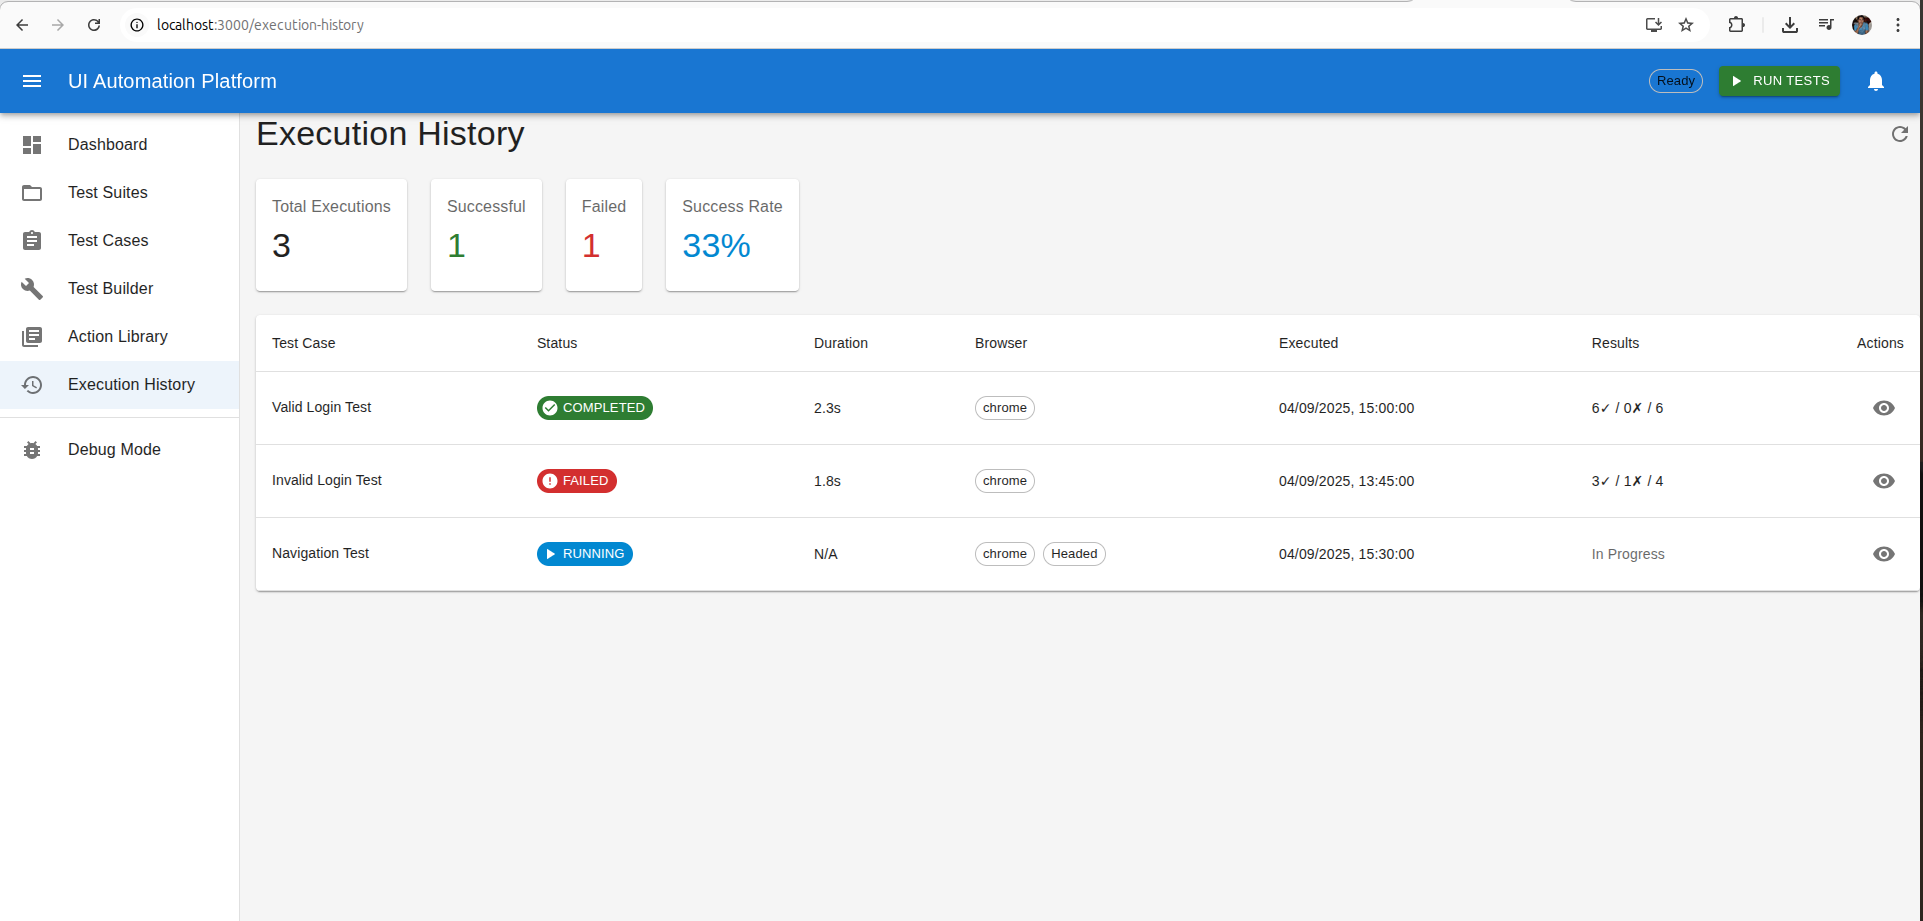 localhost:3000/execution-history
UI Automation Platform
Ready
RUN TESTS
Dashboard
Test Suites
Test Cases
Test Builder
Action Library
Execution History
Debug Mode
Execution History
Total Executions
3
Successful
1
Failed
1
Success Rate
33%
Test Case Status Duration Browser Executed Results Actions
Valid Login Test COMPLETED 2.3s chrome 04/09/2025, 15:00:00 6✓ / 0✗ / 6
Invalid Login Test FAILED 1.8s chrome 04/09/2025, 13:45:00 3✓ / 1✗ / 4
Navigation Test RUNNING N/A chrome Headed 04/09/2025, 15:30:00 In Progress